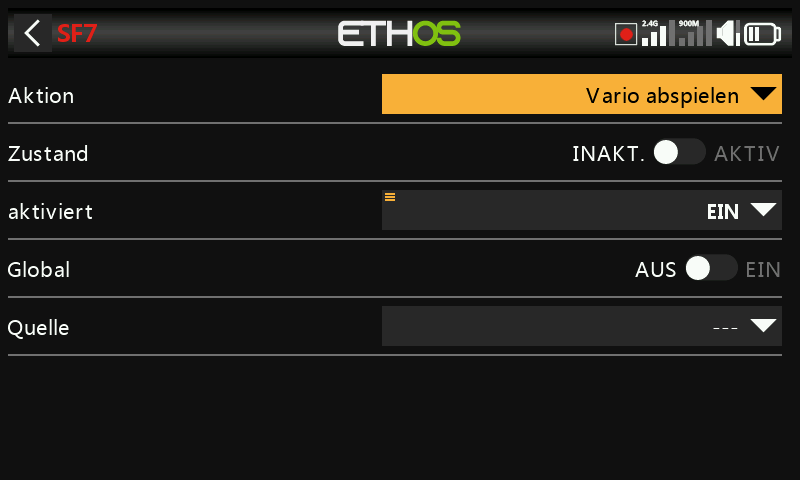 SF7 ETHOS 2.4G 900M
Aktion Vario abspielen
Zustand INAKT. AKTIV
aktiviert EIN
Global AUS EIN
Quelle ---